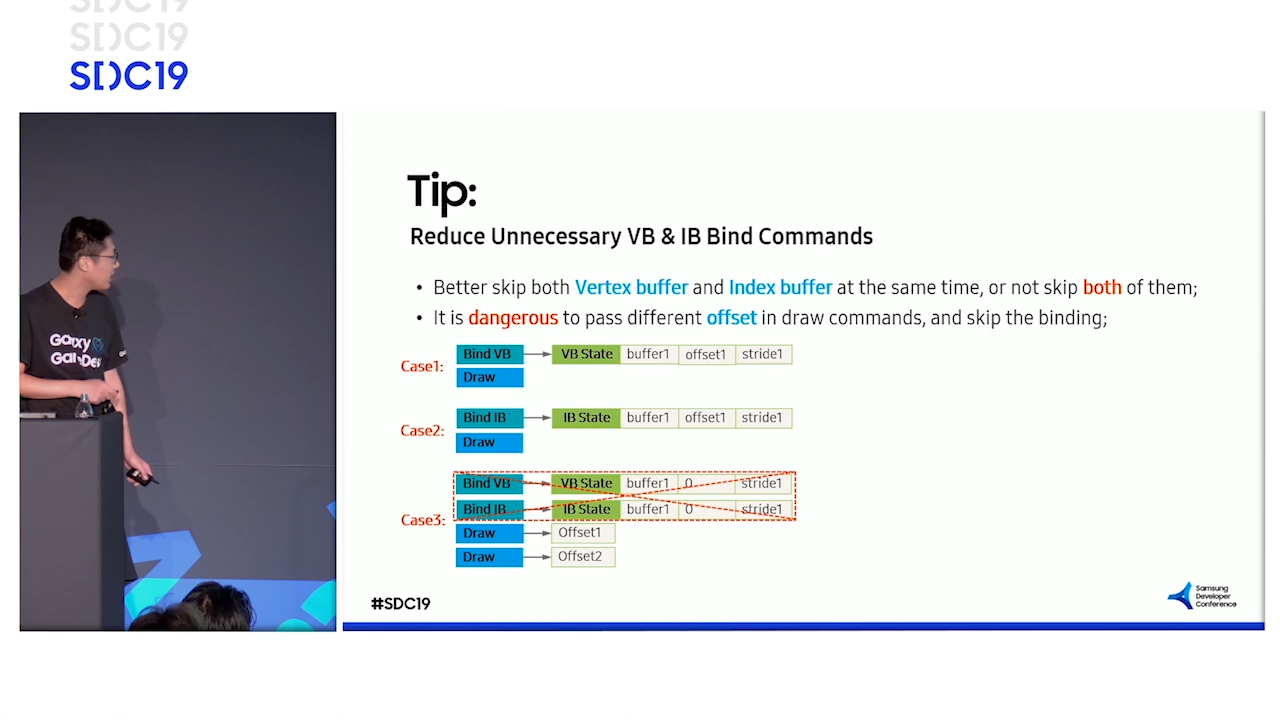 SDC19
SDC19
SDC19
Galaxy
GameDev
Tip:
Reduce Unnecessary VB & IB Bind Commands
• Better skip both Vertex buffer and Index buffer at the same time, or not skip both of them;
• It is dangerous to pass different offset in draw commands, and skip the binding;
Case1:
Bind VB VB State buffer1 offset1 stride1
Draw
Case2:
Bind IB IB State buffer1 offset1 stride1
Draw
Case3:
Bind VB VB State buffer1 0 stride1
Bind IB IB State buffer1 0 stride1
Draw Offset1
Draw Offset2
#SDC19
Samsung
Developer
Conference